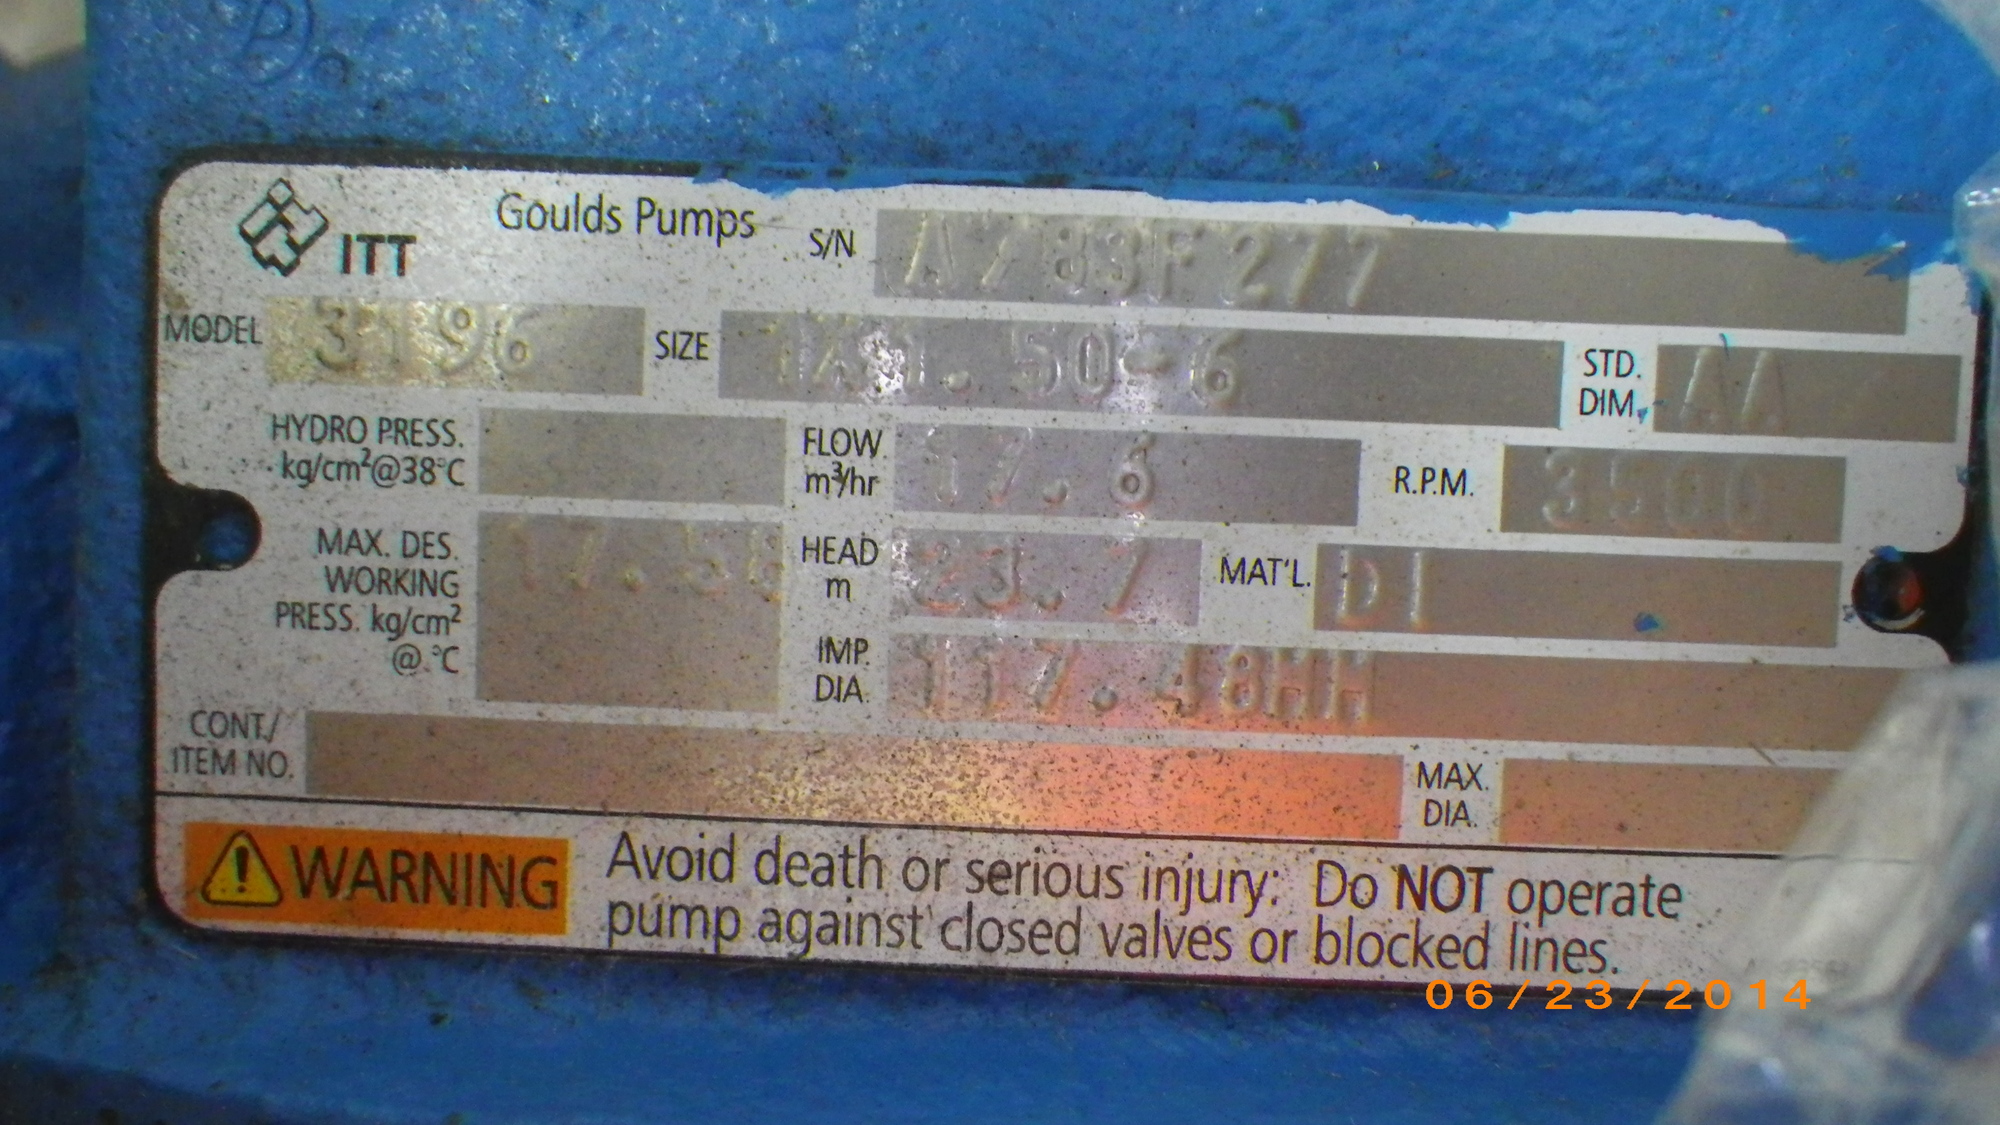 ITT Goulds Pumps S/N A783F277
MODEL 3196 SIZE 1X1.50-6 STD. DIM. AA
HYDRO PRESS. kg/cm²@38°C FLOW m³/hr 17.6 R.P.M. 3500
MAX. DES. WORKING PRESS. kg/cm² @ °C 17.58 HEAD m 23.7 MAT'L. DI
IMP. DIA. 117.48MM
CONT./ ITEM NO. MAX. DIA.
WARNING Avoid death or serious injury: Do NOT operate
pump against closed valves or blocked lines.
06/23/2014